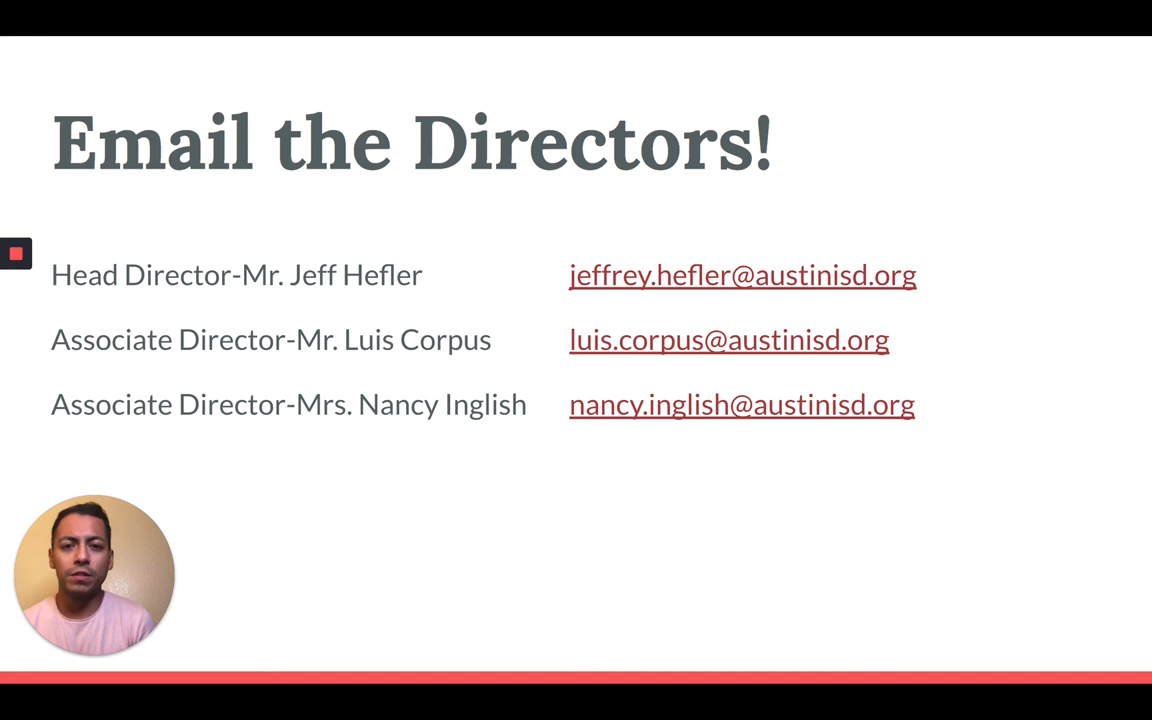 Email the Directors!
Head Director-Mr. Jeff Hefler jeffrey.hefler@austinisd.org
Associate Director-Mr. Luis Corpus luis.corpus@austinisd.org
Associate Director-Mrs. Nancy Inglish nancy.inglish@austinisd.org